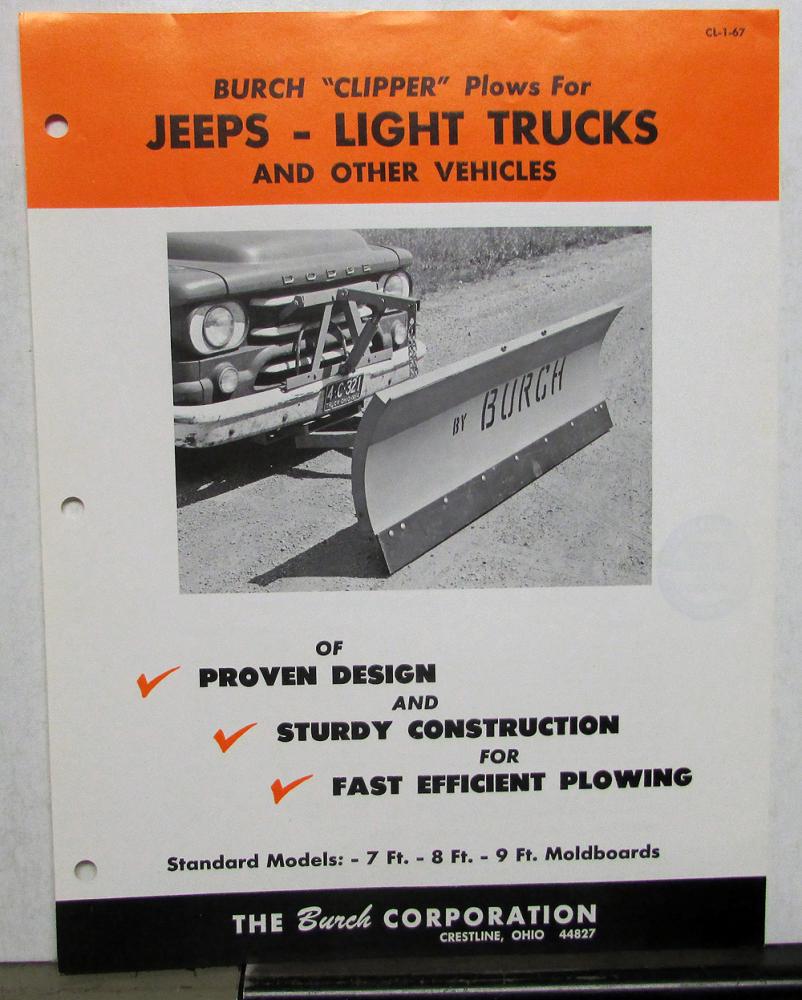 CL-1-67
BURCH "CLIPPER" Plows For
JEEPS - LIGHT TRUCKS
AND OTHER VEHICLES
DODGE
BY BURCH
OF
PROVEN DESIGN
AND
STURDY CONSTRUCTION
FOR
FAST EFFICIENT PLOWING
Standard Models: - 7 Ft. - 8 Ft. - 9 Ft. Moldboards
THE Burch CORPORATION
CRESTLINE, OHIO 44827